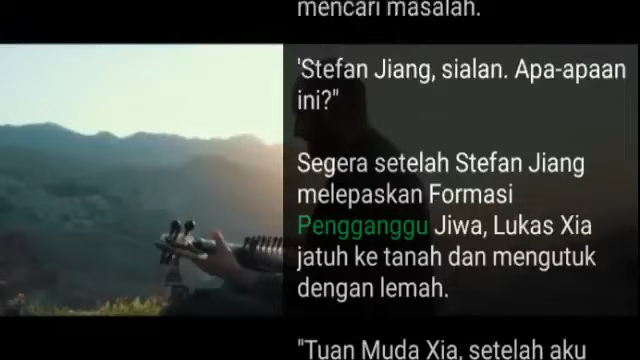 mencari masalah.
'Stefan Jiang, sialan. Apa-apaan
ini?"
Segera setelah Stefan Jiang
melepaskan Formasi
Pengganggu Jiwa, Lukas Xia
jatuh ke tanah dan mengutuk
dengan lemah.
"Tuan Muda Xia, setelah aku